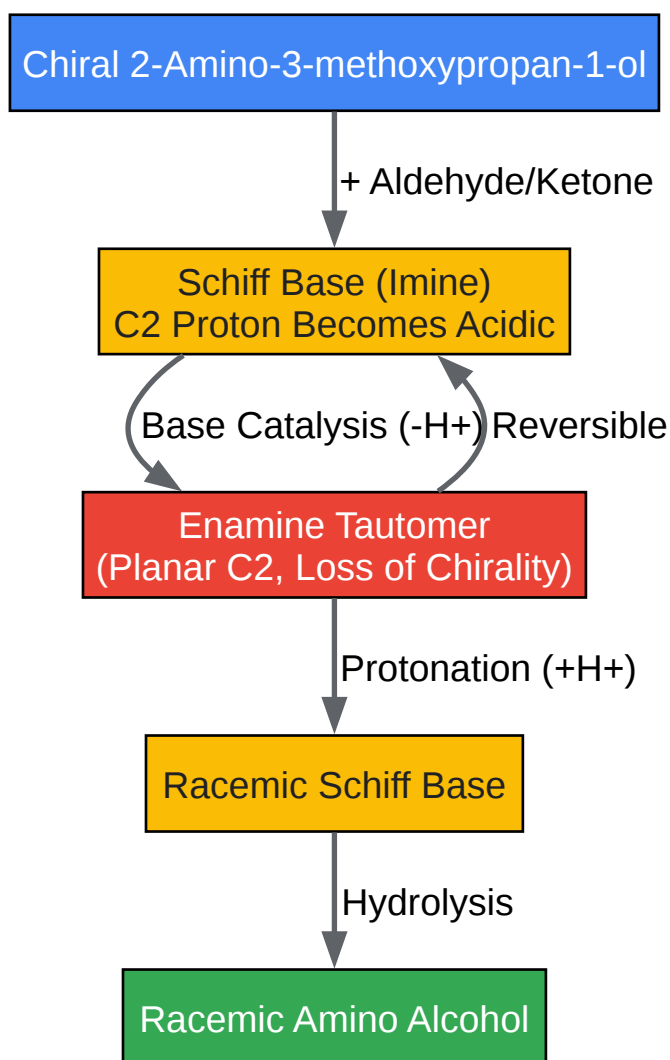 Chiral 2-Amino-3-methoxypropan-1-ol
+ Aldehyde/Ketone
Schiff Base (Imine)
C2 Proton Becomes Acidic
Base Catalysis (-H+)
Reversible
Enamine Tautomer
(Planar C2, Loss of Chirality)
Protonation (+H+)
Racemic Schiff Base
Hydrolysis
Racemic Amino Alcohol